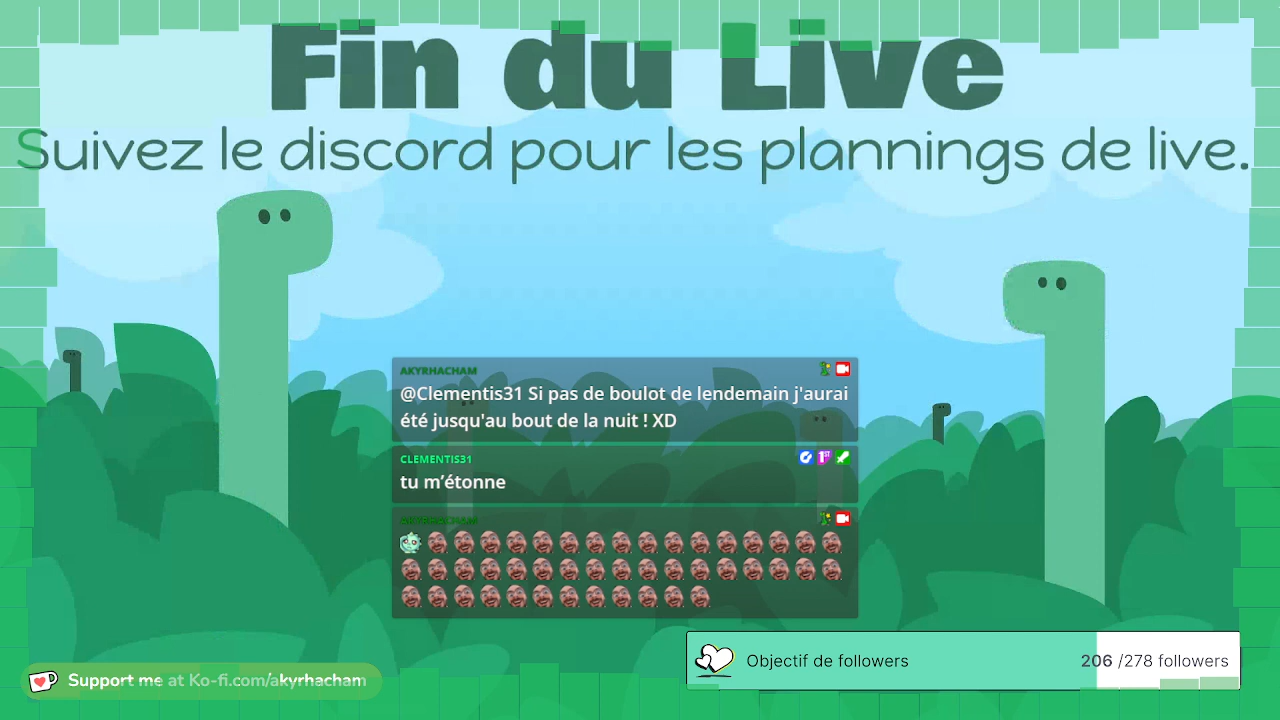 Fin du Live
Suivez le discord pour les plannings de live.
AKYRHACHAM
@Clementis31 Si pas de boulot de lendemain j'aurai
été jusqu'au bout de la nuit ! XD
CLEMENTIS31
1ST
tu m’étonne
AKYRHACHAM
Objectif de followers
206 /278 followers
Support me at Ko-fi.com/akyrhacham